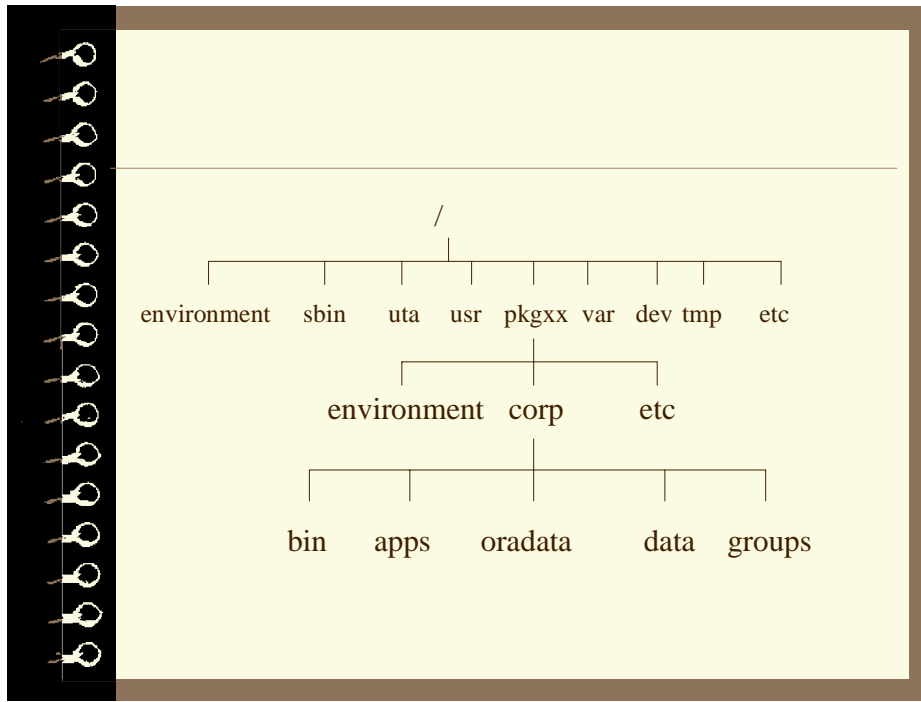 /
environment sbin uta usr pkgxx var dev tmp etc
environment corp etc
bin apps oradata data groups